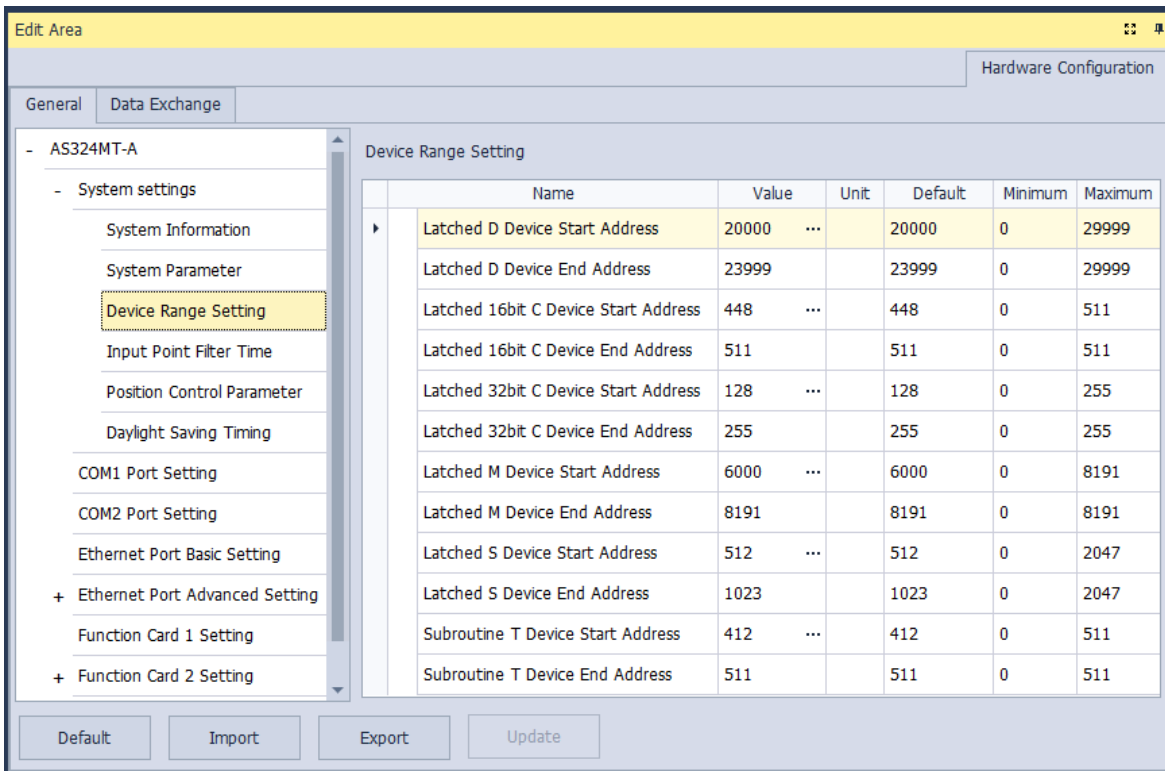 Edit Area
Hardware Configuration
General Data Exchange
- AS324MT-A
- System settings
System Information
System Parameter
Device Range Setting
Input Point Filter Time
Position Control Parameter
Daylight Saving Timing
COM1 Port Setting
COM2 Port Setting
Ethernet Port Basic Setting
+ Ethernet Port Advanced Setting
Function Card 1 Setting
+ Function Card 2 Setting
Device Range Setting
Name Value Unit Default Minimum Maximum
Latched D Device Start Address 20000 ... 20000 0 29999
Latched D Device End Address 23999 23999 0 29999
Latched 16bit C Device Start Address 448 ... 448 0 511
Latched 16bit C Device End Address 511 511 0 511
Latched 32bit C Device Start Address 128 ... 128 0 255
Latched 32bit C Device End Address 255 255 0 255
Latched M Device Start Address 6000 ... 6000 0 8191
Latched M Device End Address 8191 8191 0 8191
Latched S Device Start Address 512 ... 512 0 2047
Latched S Device End Address 1023 1023 0 2047
Subroutine T Device Start Address 412 ... 412 0 511
Subroutine T Device End Address 511 511 0 511
Default Import Export Update